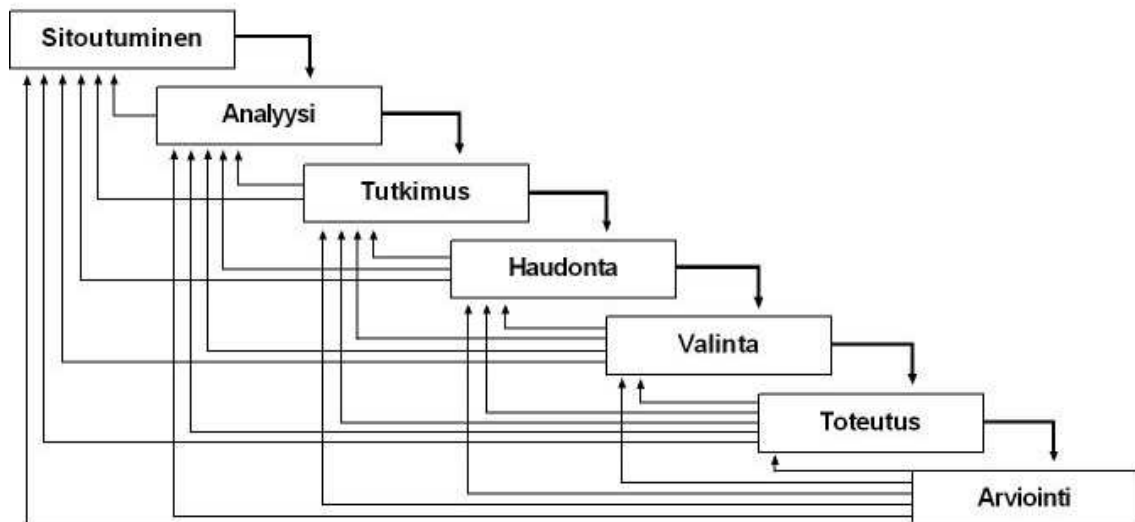 Sitoutuminen
Analyysi
Tutkimus
Haudonta
Valinta
Toteutus
Arviointi